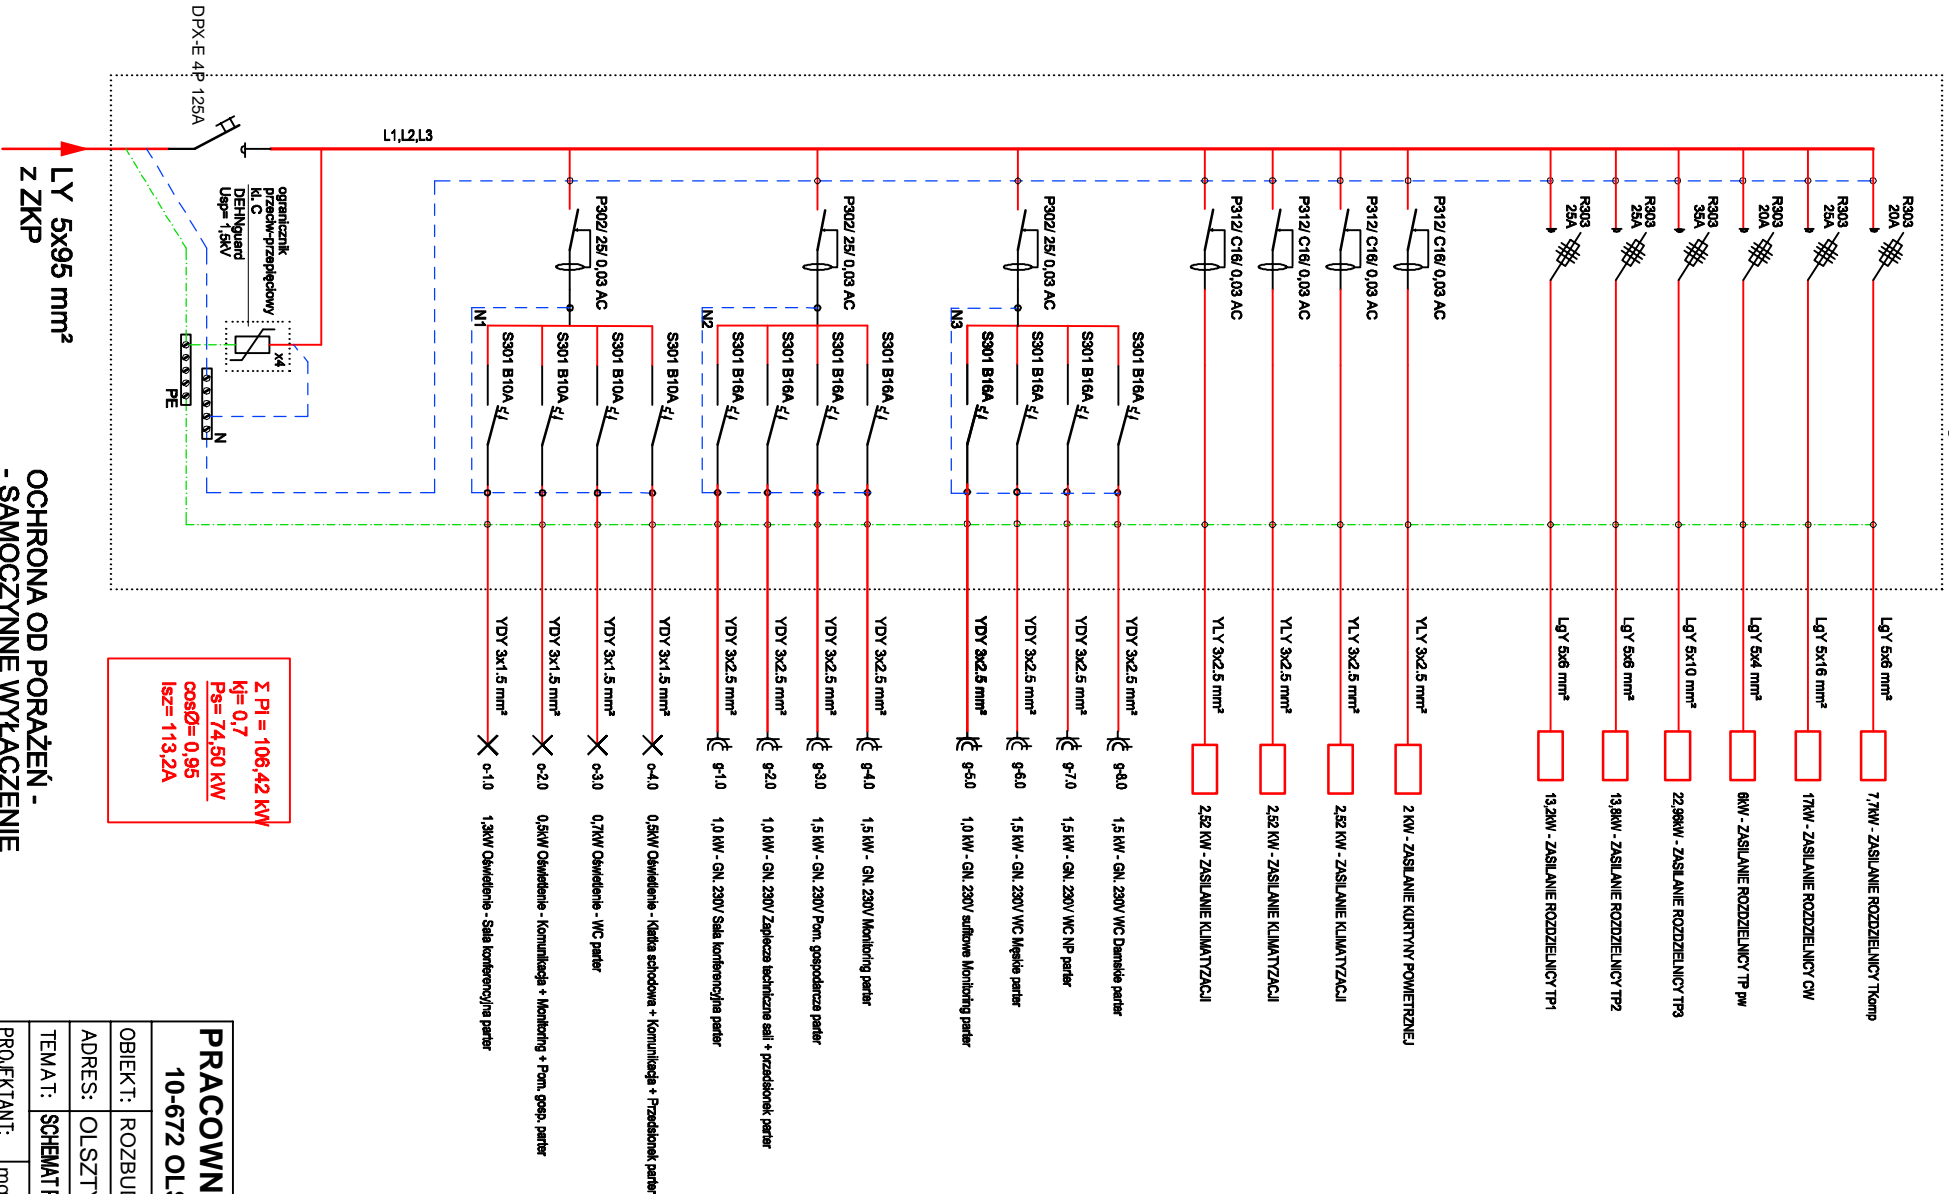 DPX-E 4P 125A
LY 5x95 mm²
z ZKP
L1,L2,L3
ogranicznik
przeciw-przepięciowy
kl. C
DEHNguard
Usp= 1,5kV
x4
PE
N
OCHRONA OD PORAŻEŃ -
- SAMOCZYNNE WYŁĄCZENIE
Σ Pi = 106,42 kW
kj= 0,7
Ps= 74,50 kW
cosØ= 0,95
Isz= 113,2A
P302/ 25/ 0,03 AC
N1
S301 B10A
S301 B10A
S301 B10A
S301 B10A
YDY 3x1.5 mm²
YDY 3x1.5 mm²
YDY 3x1.5 mm²
YDY 3x1.5 mm²
o-1.0 1,3kW Oświetlenie - Sala konferencyjna parter
o-2.0 0,5kW Oświetlenie - Komunikacja + Monitoring + Pom. gosp. parter
o-3.0 0,7kW Oświetlenie - WC parter
o-4.0 0,5kW Oświetlenie - Klatka schodowa + Komunikacja + Przedsionek parter
P302/ 25/ 0,03 AC
N2
S301 B16A
S301 B16A
S301 B16A
S301 B16A
YDY 3x2.5 mm²
YDY 3x2.5 mm²
YDY 3x2.5 mm²
YDY 3x2.5 mm²
g-1.0 1,0 kW - GN. 230V Sala konferencyjna parter
g-2.0 1,0 kW - GN. 230V Zaplecze techniczne sali + przedsionek parter
g-3.0 1,5 kW - GN. 230V Pom. gospodarcze parter
g-4.0 1,5 kW - GN. 230V Monitoring parter
P302/ 25/ 0,03 AC
N3
S301 B16A
S301 B16A
S301 B16A
S301 B16A
YDY 3x2.5 mm²
YDY 3x2.5 mm²
YDY 3x2.5 mm²
YDY 3x2.5 mm²
g-5.0 1,0 kW - GN. 230V sufitowe Monitoring parter
g-6.0 1,5 kW - GN. 230V WC Męskie parter
g-7.0 1,5 kW - GN. 230V WC NP parter
g-8.0 1,5 kW - GN. 230V WC Damskie parter
P312/ C16/ 0,03 AC
P312/ C16/ 0,03 AC
P312/ C16/ 0,03 AC
P312/ C16/ 0,03 AC
YLY 3x2.5 mm²
YLY 3x2.5 mm²
YLY 3x2.5 mm²
YLY 3x2.5 mm²
2,52 KW - ZASILANIE KLIMATYZACJI
2,52 KW - ZASILANIE KLIMATYZACJI
2,52 KW - ZASILANIE KLIMATYZACJI
2 KW - ZASILANIE KURTYNY POWIETRZNEJ
R303
25A
R303
25A
R303
35A
R303
20A
R303
25A
R303
20A
LgY 5x6 mm²
LgY 5x6 mm²
LgY 5x10 mm²
LgY 5x4 mm²
LgY 5x16 mm²
LgY 5x6 mm²
13,2kW - ZASILANIE ROZDZIELNICY TP1
13,8kW - ZASILANIE ROZDZIELNICY TP2
22,98kW - ZASILANIE ROZDZIELNICY TP3
6kW - ZASILANIE ROZDZIELNICY TP pw
17kW - ZASILANIE ROZDZIELNICY CW
7,7kW - ZASILANIE ROZDZIELNICY TKomp
PRACOWN
10-672 OLS
OBIEKT: ROZBU
ADRES: OLSZTY
TEMAT: SCHEMAT
PROJEKTANT: